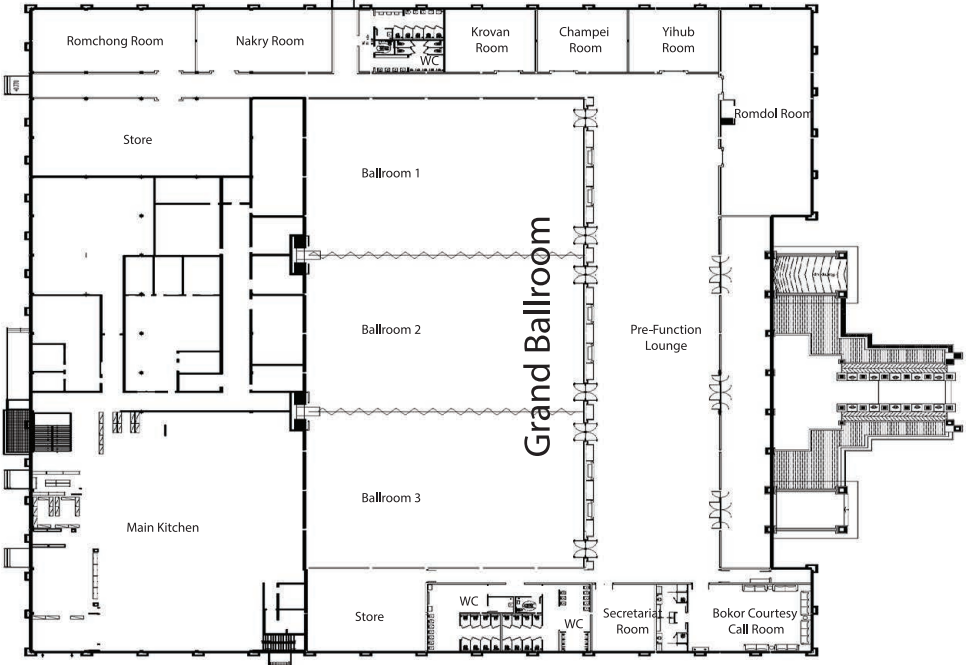 Romchong Room
Nakry Room
WC
Krovan
Room
Champei
Room
Yihub
Room
Romdol Room
Store
Ballroom 1
Grand Ballroom
Ballroom 2
Pre-Function
Lounge
Ballroom 3
Main Kitchen
Store
WC
WC
Secretariat
Room
Bokor Courtesy
Call Room